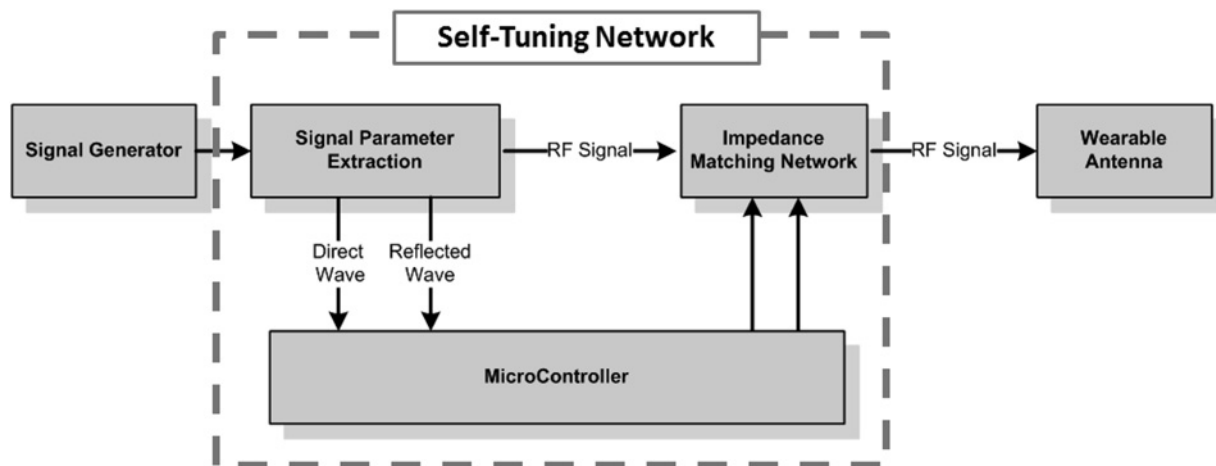 Self-Tuning Network
Signal Generator
Signal Parameter
Extraction
RF Signal
Impedance
Matching Network
RF Signal
Wearable
Antenna
Direct
Wave
Reflected
Wave
MicroController